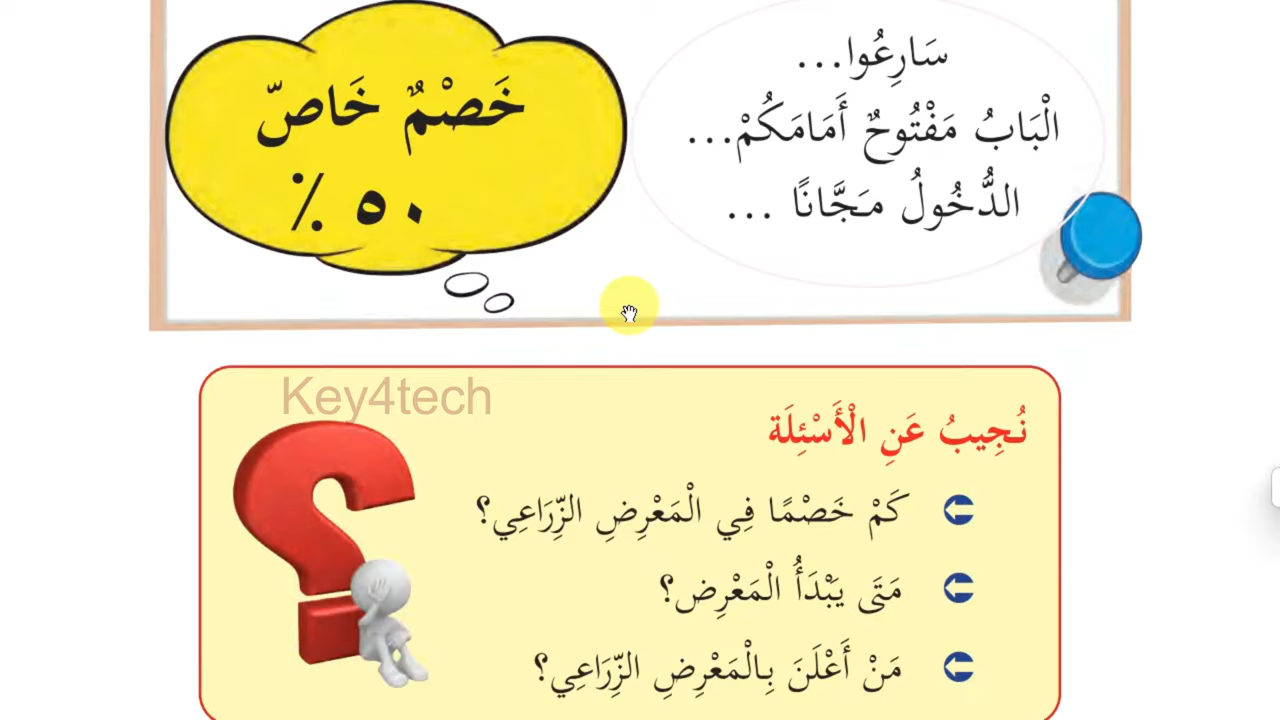 سَارِعُوا...
الْبَابُ مَفْتُوحٌ أَمَامَكُمْ...
الدُّخُولُ مَجَّانًا ...
خَصْمٌ خَاصّ
٥٠ ٪
Key4tech
نُجِيبُ عَنِ الْأَسْئِلَة
كَمْ خَصْمًا فِي الْمَعْرِضِ الزِّرَاعِي؟
مَتَى يَبْدَأُ الْمَعْرِض؟
مَنْ أَعْلَنَ بِالْمَعْرِضِ الزِّرَاعِي؟